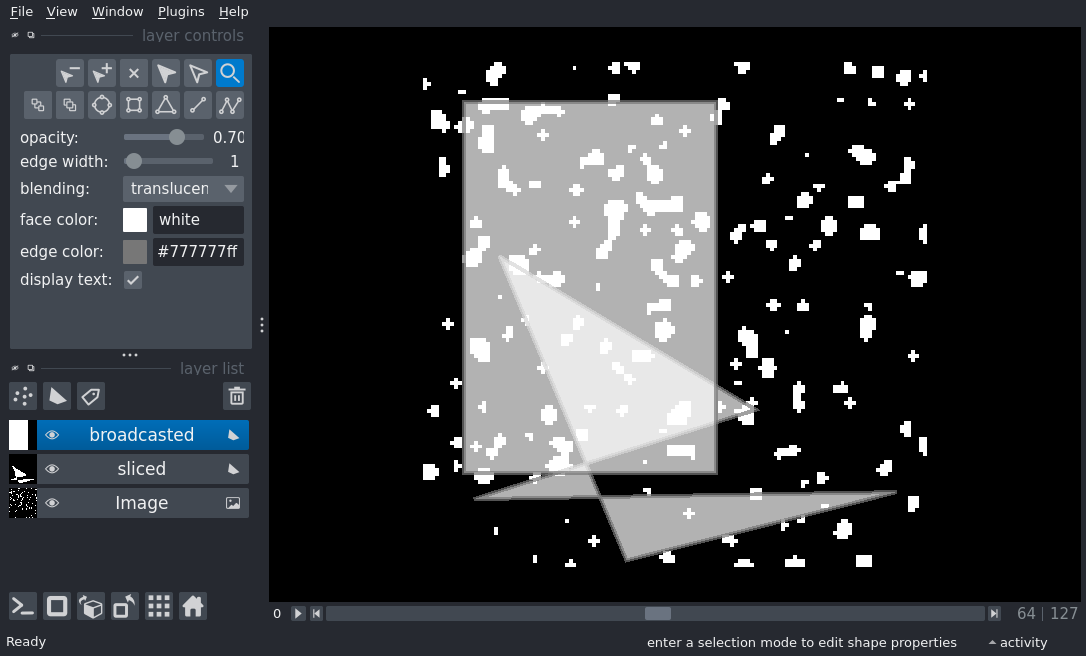 File View Window Plugins Help
layer controls
opacity: 0.70
edge width: 1
blending: translucen
face color: white
edge color: #777777ff
display text:
layer list
broadcasted
sliced
Image
0 64 | 127
Ready enter a selection mode to edit shape properties activity